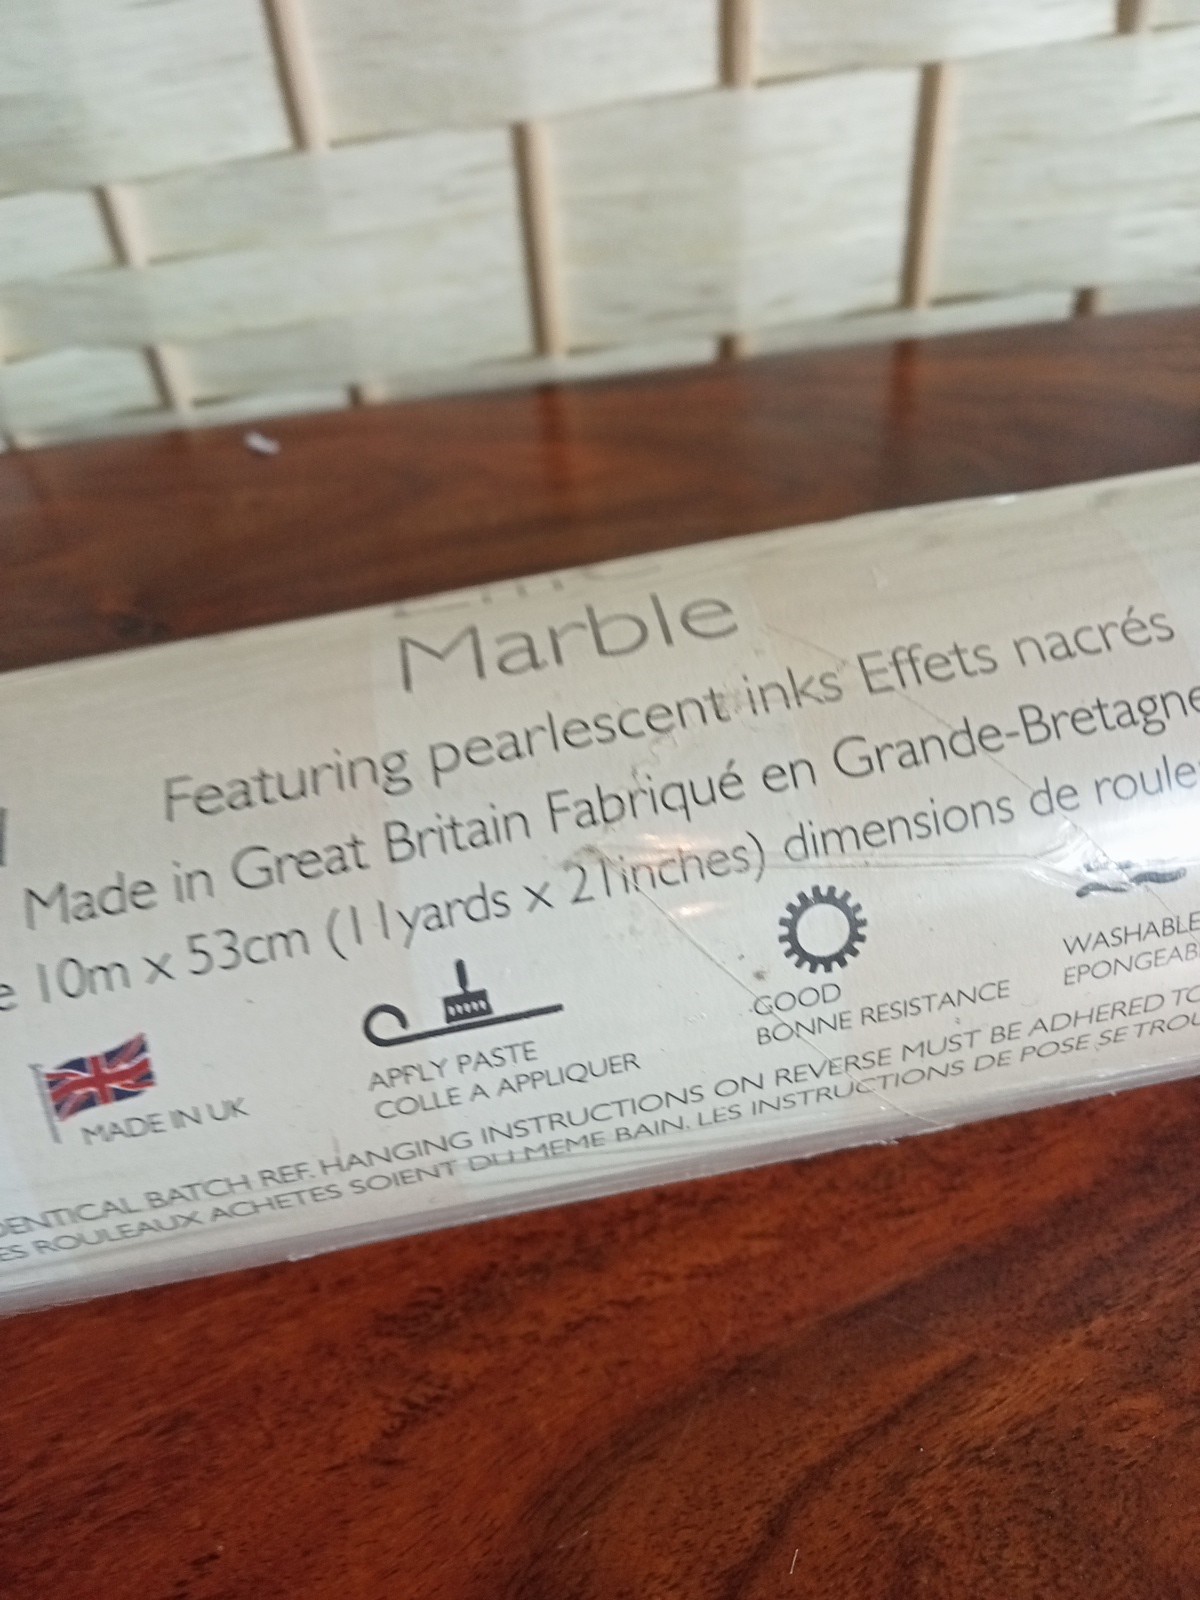 Marble
Featuring pearlescent inks Effets nacrés
Made in Great Britain Fabriqué en Grande-Bretagne
10m x 53cm (11yards x 21inches) dimensions de
MADE IN UK
APPLY PASTE
COLLE A APPLIQUER
GOOD
BONNE RESISTANCE
WASHABLE
BATCH REF. HANGING INSTRUCTIONS ON REVERSE MUST BE ADHERED TO
ROULEAUX ACHETES SOIENT DU MEME BAIN. LES INSTRUCTIONS DE POSE SE